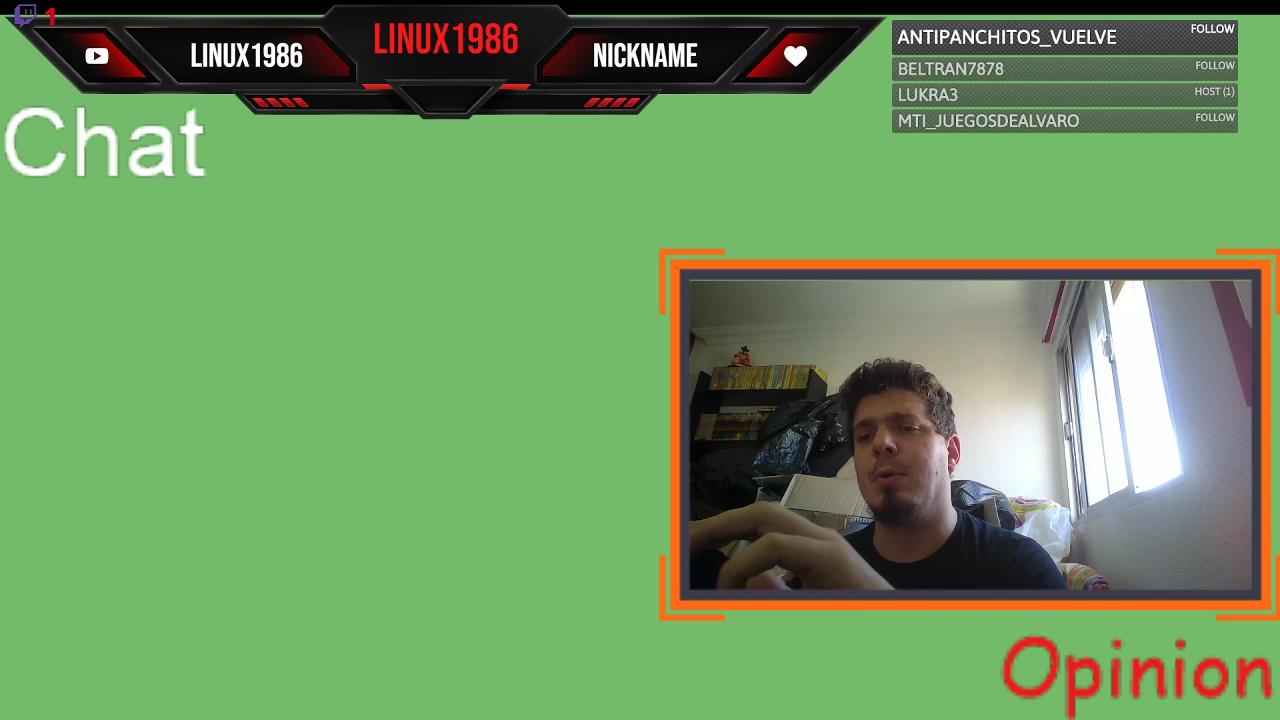 1
LINUX1986
LINUX1986
NICKNAME
ANTIPANCHITOS_VUELVE FOLLOW
BELTRAN7878 FOLLOW
LUKRA3 HOST (1)
MTI_JUEGOSDEALVARO FOLLOW
Chat
Opinion